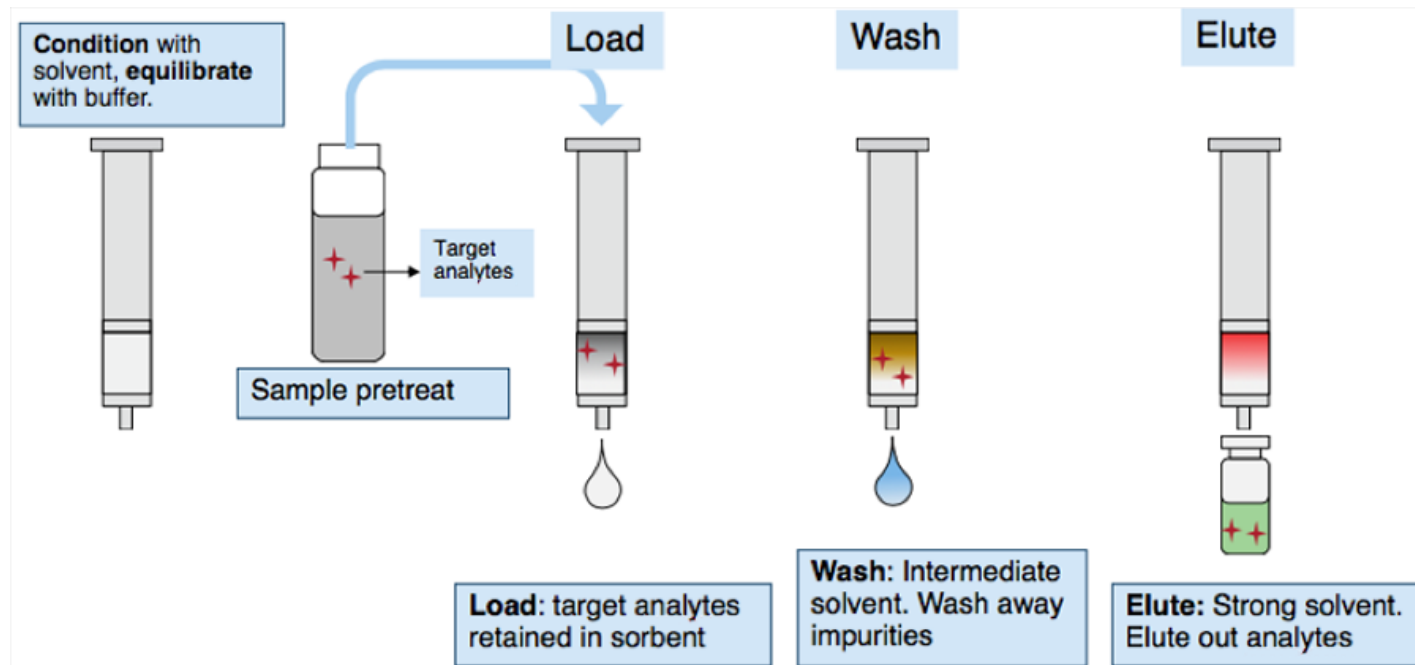 Condition with
solvent, equilibrate
with buffer.
Load
Wash
Elute
Target
analytes
Sample pretreat
Load: target analytes
retained in sorbent
Wash: Intermediate
solvent. Wash away
impurities
Elute: Strong solvent.
Elute out analytes